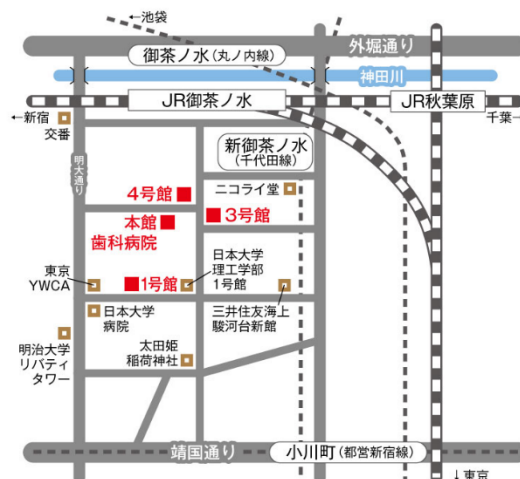 ←池袋
外堀通り
御茶ノ水(丸ノ内線)
神田川
JR御茶ノ水
JR秋葉原
←新宿
千葉→
交番
明大通り
新御茶ノ水
(千代田線)
4号館
ニコライ堂
本館
歯科病院
3号館
東京
YWCA
1号館
日本大学
理工学部
1号館
三井住友海上
駿河台新館
日本大学
病院
明治大学
リバティ
タワー
太田姫
稲荷神社
靖国通り
小川町(都営新宿線)
↓東京